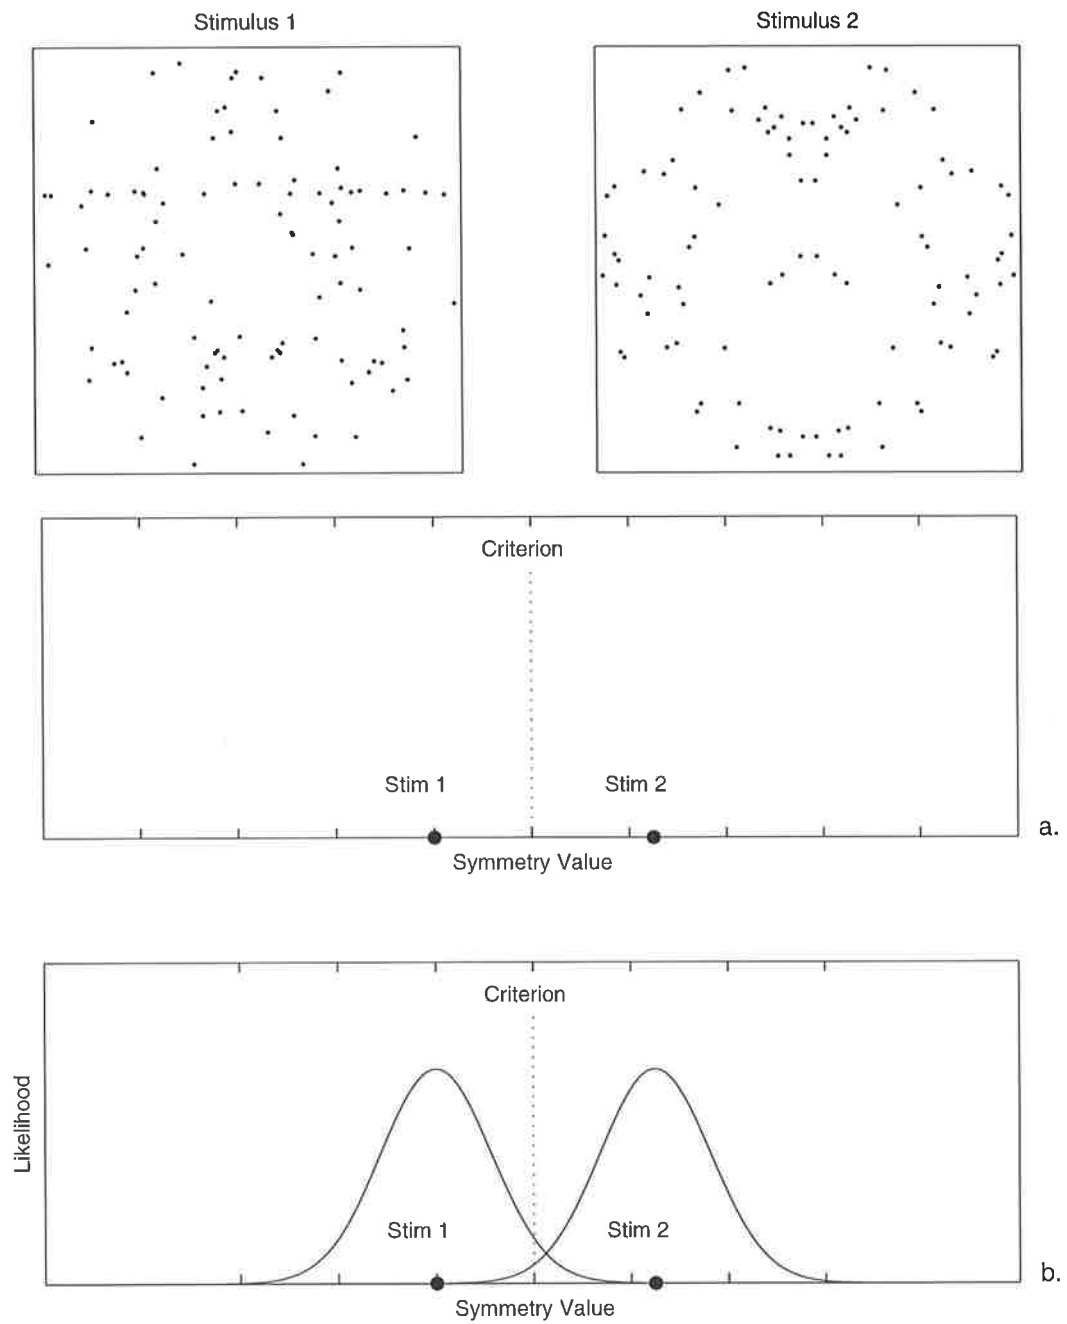 Stimulus 1
Stimulus 2
Criterion
Stim 1
Stim 2
Symmetry Value
a.
Criterion
Likelihood
Stim 1
Stim 2
Symmetry Value
b.